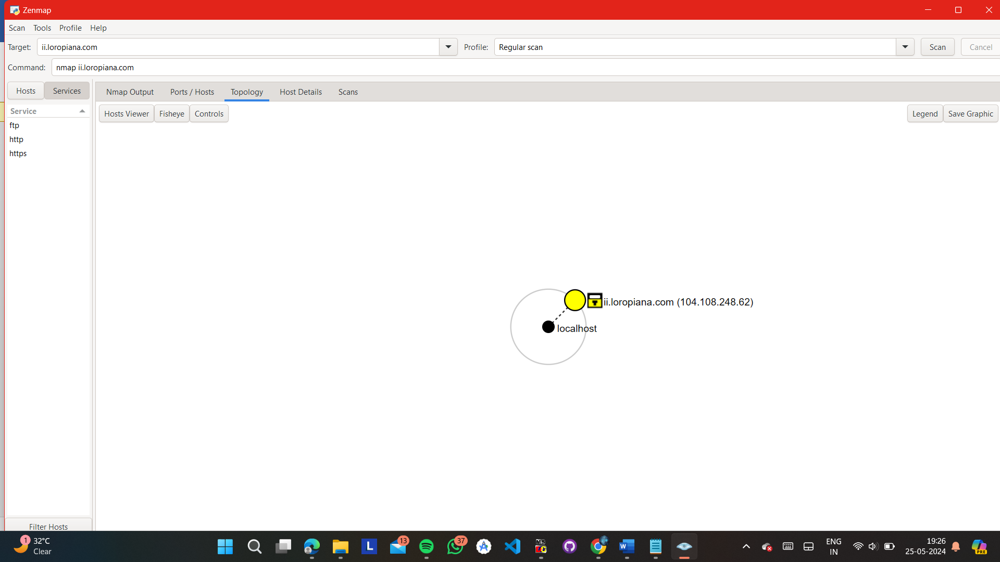 Zenmap
Scan Tools Profile Help
Target: ii.loropiana.com Profile: Regular scan Scan Cancel
Command: nmap ii.loropiana.com
Hosts Services Nmap Output Ports / Hosts Topology Host Details Scans
Service Hosts Viewer Fisheye Controls Legend Save Graphic
ftp
http
https
ii.loropiana.com (104.108.248.62)
localhost
Filter Hosts
1 32°C
Clear
L 13 37 Ms DOS W
ENG
IN
19:26
25-05-2024
PRE